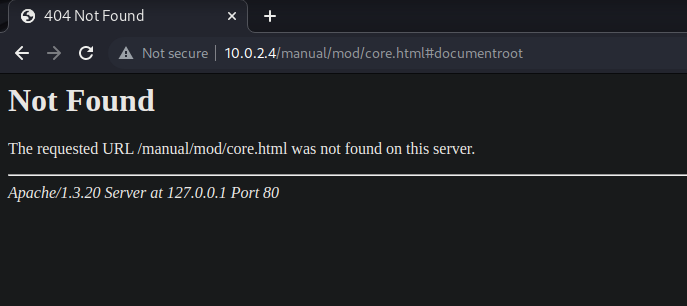 404 Not Found
Not secure | 10.0.2.4/manual/mod/core.html#documentroot
Not Found
The requested URL /manual/mod/core.html was not found on this server.
Apache/1.3.20 Server at 127.0.0.1 Port 80